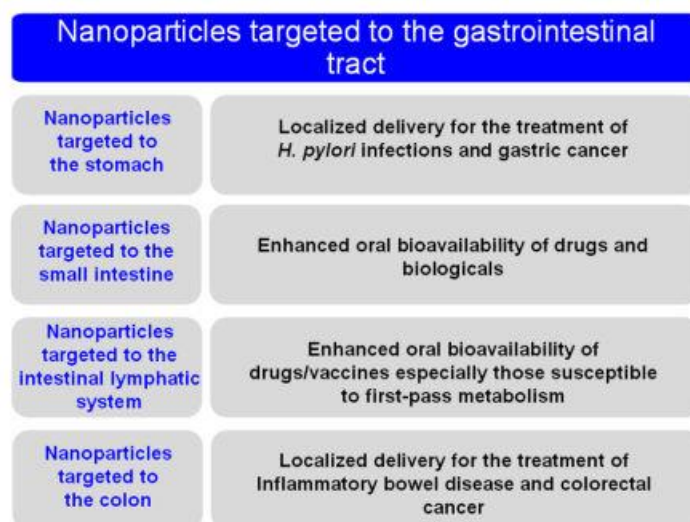 Nanoparticles targeted to the gastrointestinal
tract
Nanoparticles
targeted to
the stomach
Localized delivery for the treatment of
H. pylori infections and gastric cancer
Nanoparticles
targeted to the
small intestine
Enhanced oral bioavailability of drugs and
biologicals
Nanoparticles
targeted to the
intestinal lymphatic
system
Enhanced oral bioavailability of
drugs/vaccines especially those susceptible
to first-pass metabolism
Nanoparticles
targeted to
the colon
Localized delivery for the treatment of
Inflammatory bowel disease and colorectal
cancer